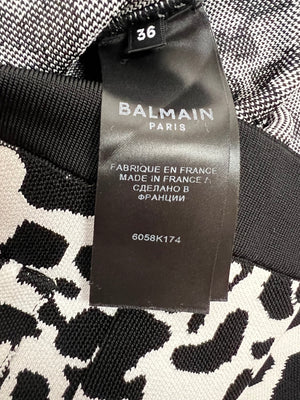 36
BALMAIN
PARIS
FABRIQUE EN FRANCE
MADE IN FRANCE
СДЕЛАНО В
ФРАНЦИИ
6058K174